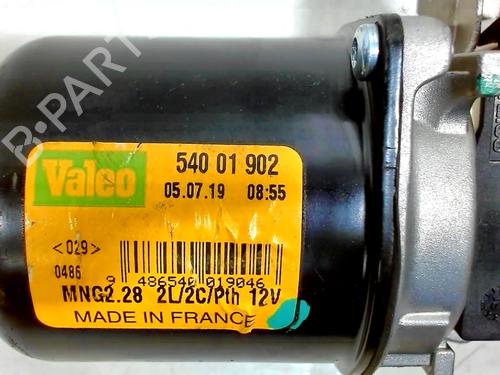 B-PARTS
Valeo
540 01 902
05.07.19 08:55
<029>
0486
9 486540 019046
MNG2.28 2L/2C/Pth 12V
MADE IN FRANCE